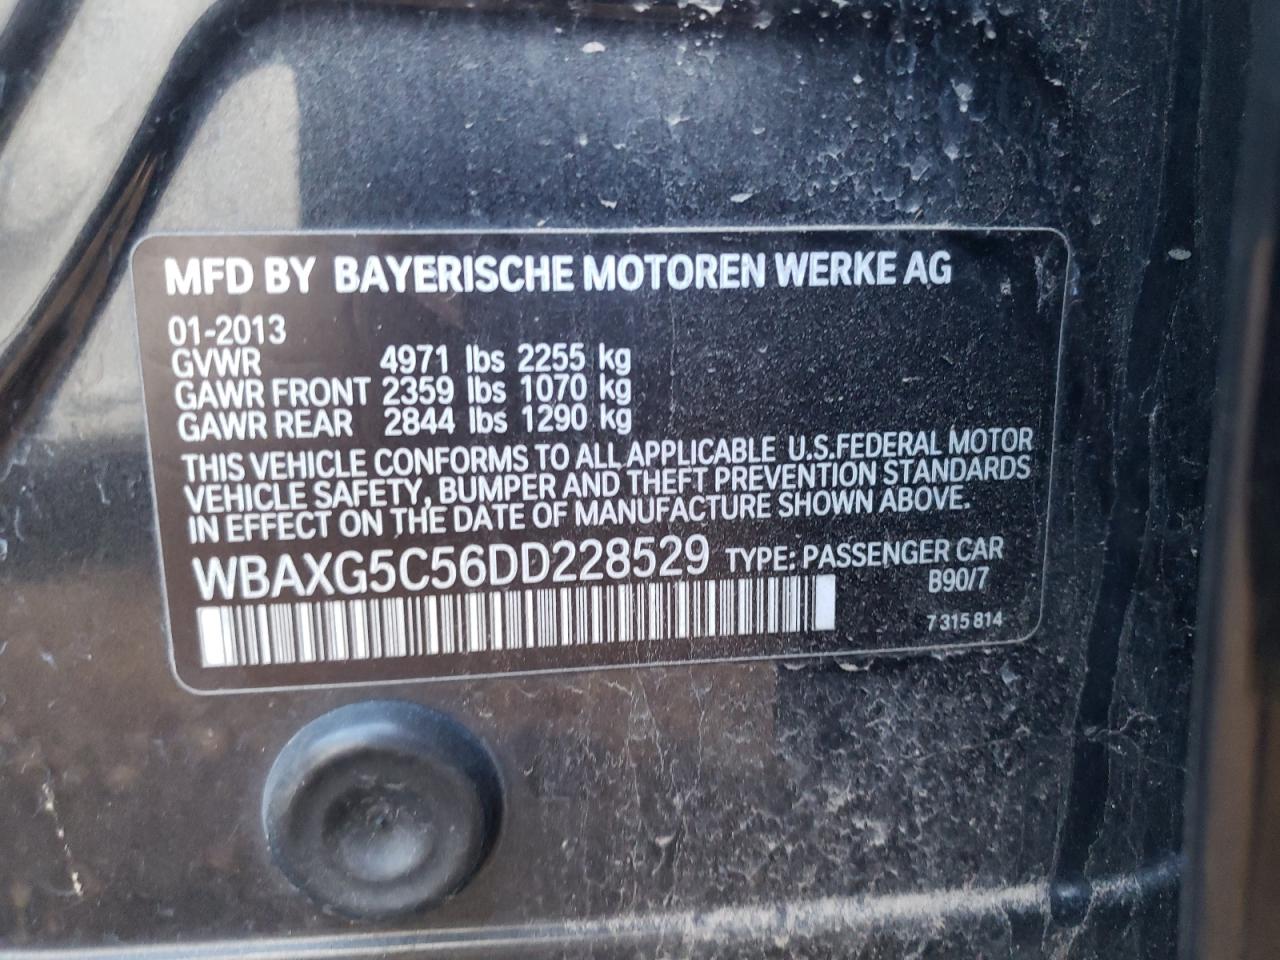 MFD BY BAYERISCHE MOTOREN WERKE AG
01-2013
GVWR 4971 lbs 2255 kg
GAWR FRONT 2359 lbs 1070 kg
GAWR REAR 2844 lbs 1290 kg
THIS VEHICLE CONFORMS TO ALL APPLICABLE U.S.FEDERAL MOTOR
VEHICLE SAFETY, BUMPER AND THEFT PREVENTION STANDARDS
IN EFFECT ON THE DATE OF MANUFACTURE SHOWN ABOVE.
WBAXG5C56DD228529 TYPE: PASSENGER CAR
B90/7
7 315 814